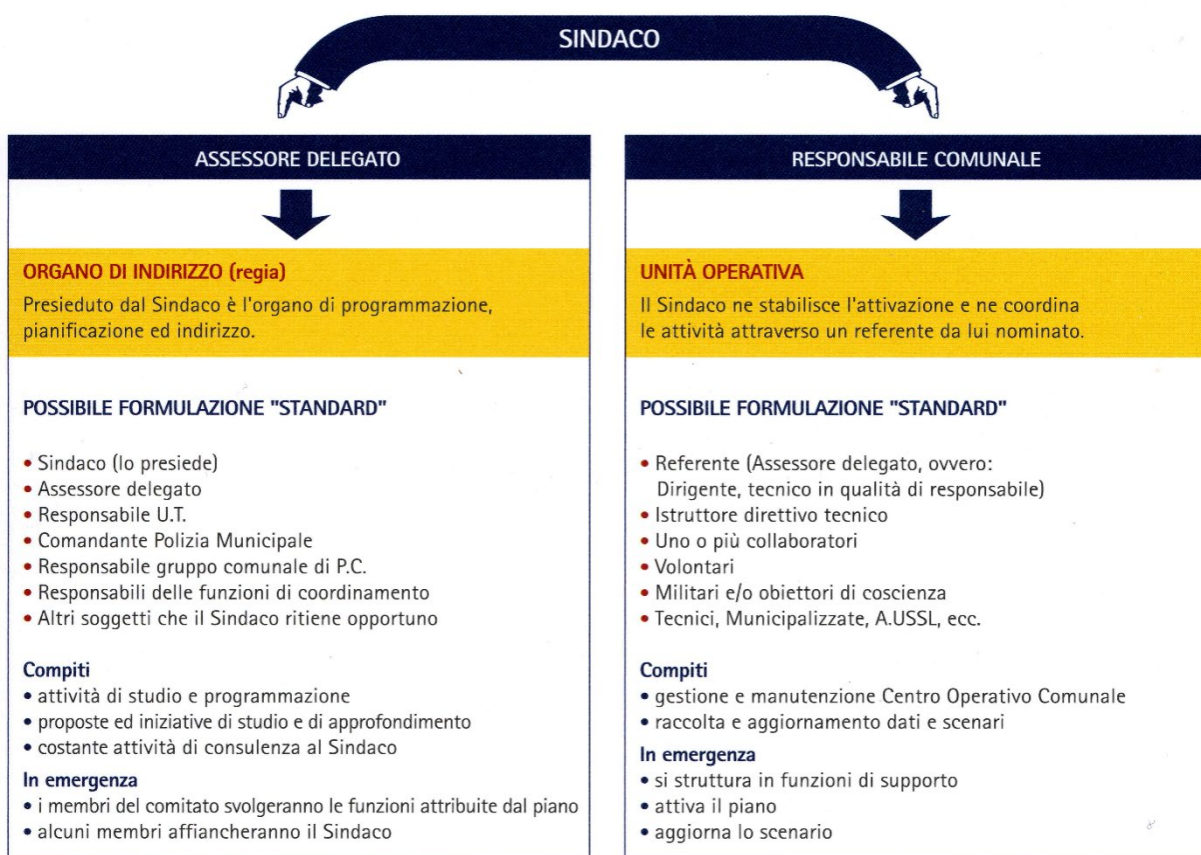 SINDACO
ASSESSORE DELEGATO
ORGANO DI INDIRIZZO (regia)
Presieduto dal Sindaco è l'organo di programmazione,
pianificazione ed indirizzo.
POSSIBILE FORMULAZIONE "STANDARD"
• Sindaco (lo presiede)
• Assessore delegato
• Responsabile U.T.
• Comandante Polizia Municipale
• Responsabile gruppo comunale di P.C.
• Responsabili delle funzioni di coordinamento
• Altri soggetti che il Sindaco ritiene opportuno
Compiti
• attività di studio e programmazione
• proposte ed iniziative di studio e di approfondimento
• costante attività di consulenza al Sindaco
In emergenza
• i membri del comitato svolgeranno le funzioni attribuite dal piano
• alcuni membri affiancheranno il Sindaco
RESPONSABILE COMUNALE
UNITÀ OPERATIVA
Il Sindaco ne stabilisce l'attivazione e ne coordina
le attività attraverso un referente da lui nominato.
POSSIBILE FORMULAZIONE "STANDARD"
• Referente (Assessore delegato, ovvero:
Dirigente, tecnico in qualità di responsabile)
• Istruttore direttivo tecnico
• Uno o più collaboratori
• Volontari
• Militari e/o obiettori di coscienza
• Tecnici, Municipalizzate, A.USSL, ecc.
Compiti
• gestione e manutenzione Centro Operativo Comunale
• raccolta e aggiornamento dati e scenari
In emergenza
• si struttura in funzioni di supporto
• attiva il piano
• aggiorna lo scenario